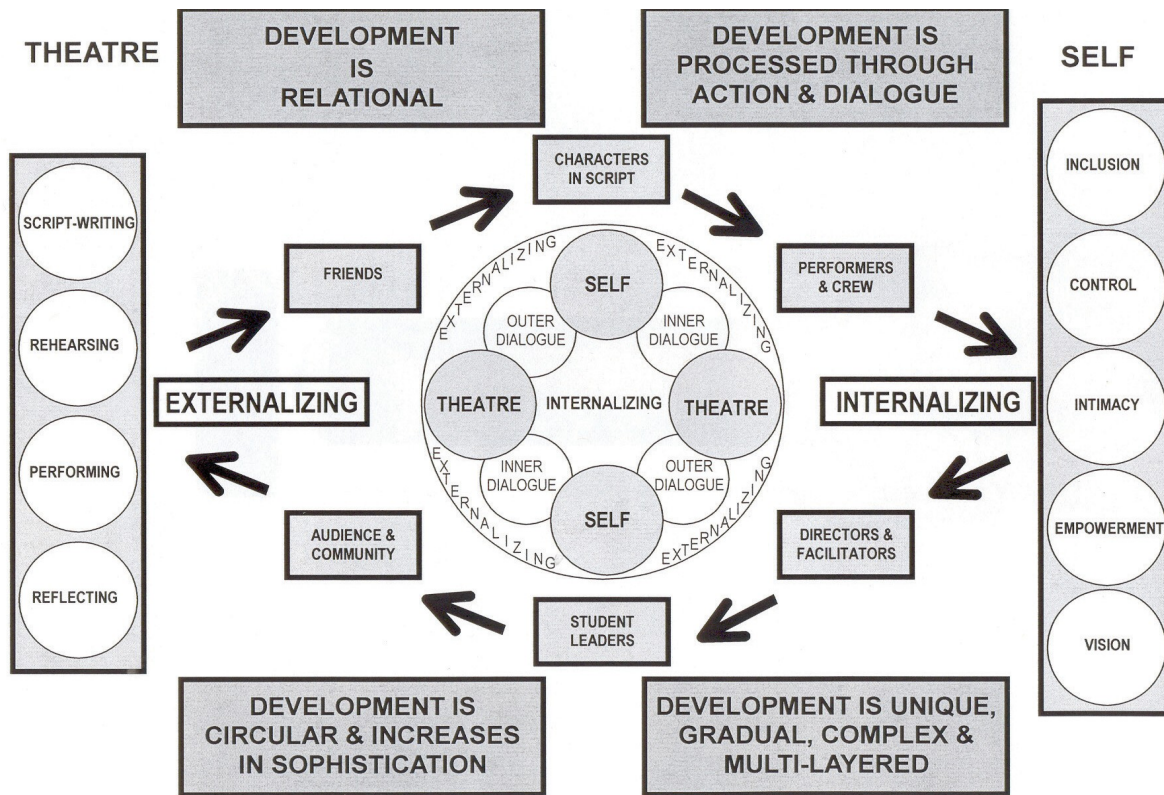 THEATRE
DEVELOPMENT
IS
RELATIONAL
DEVELOPMENT IS
PROCESSED THROUGH
ACTION & DIALOGUE
SELF
SCRIPT-WRITING
REHEARSING
PERFORMING
REFLECTING
CHARACTERS
IN SCRIPT
FRIENDS
PERFORMERS
& CREW
EXTERNALIZING
INTERNALIZING
EXTERNALIZING
EXTERNALIZING
SELF
OUTER
DIALOGUE
INNER
DIALOGUE
THEATRE
INTERNALIZING
THEATRE
INNER
DIALOGUE
OUTER
DIALOGUE
SELF
EXTERNALIZING
EXTERNALIZING
AUDIENCE &
COMMUNITY
DIRECTORS &
FACILITATORS
STUDENT
LEADERS
INCLUSION
CONTROL
INTIMACY
EMPOWERMENT
VISION
DEVELOPMENT IS
CIRCULAR & INCREASES
IN SOPHISTICATION
DEVELOPMENT IS UNIQUE,
GRADUAL, COMPLEX &
MULTI-LAYERED